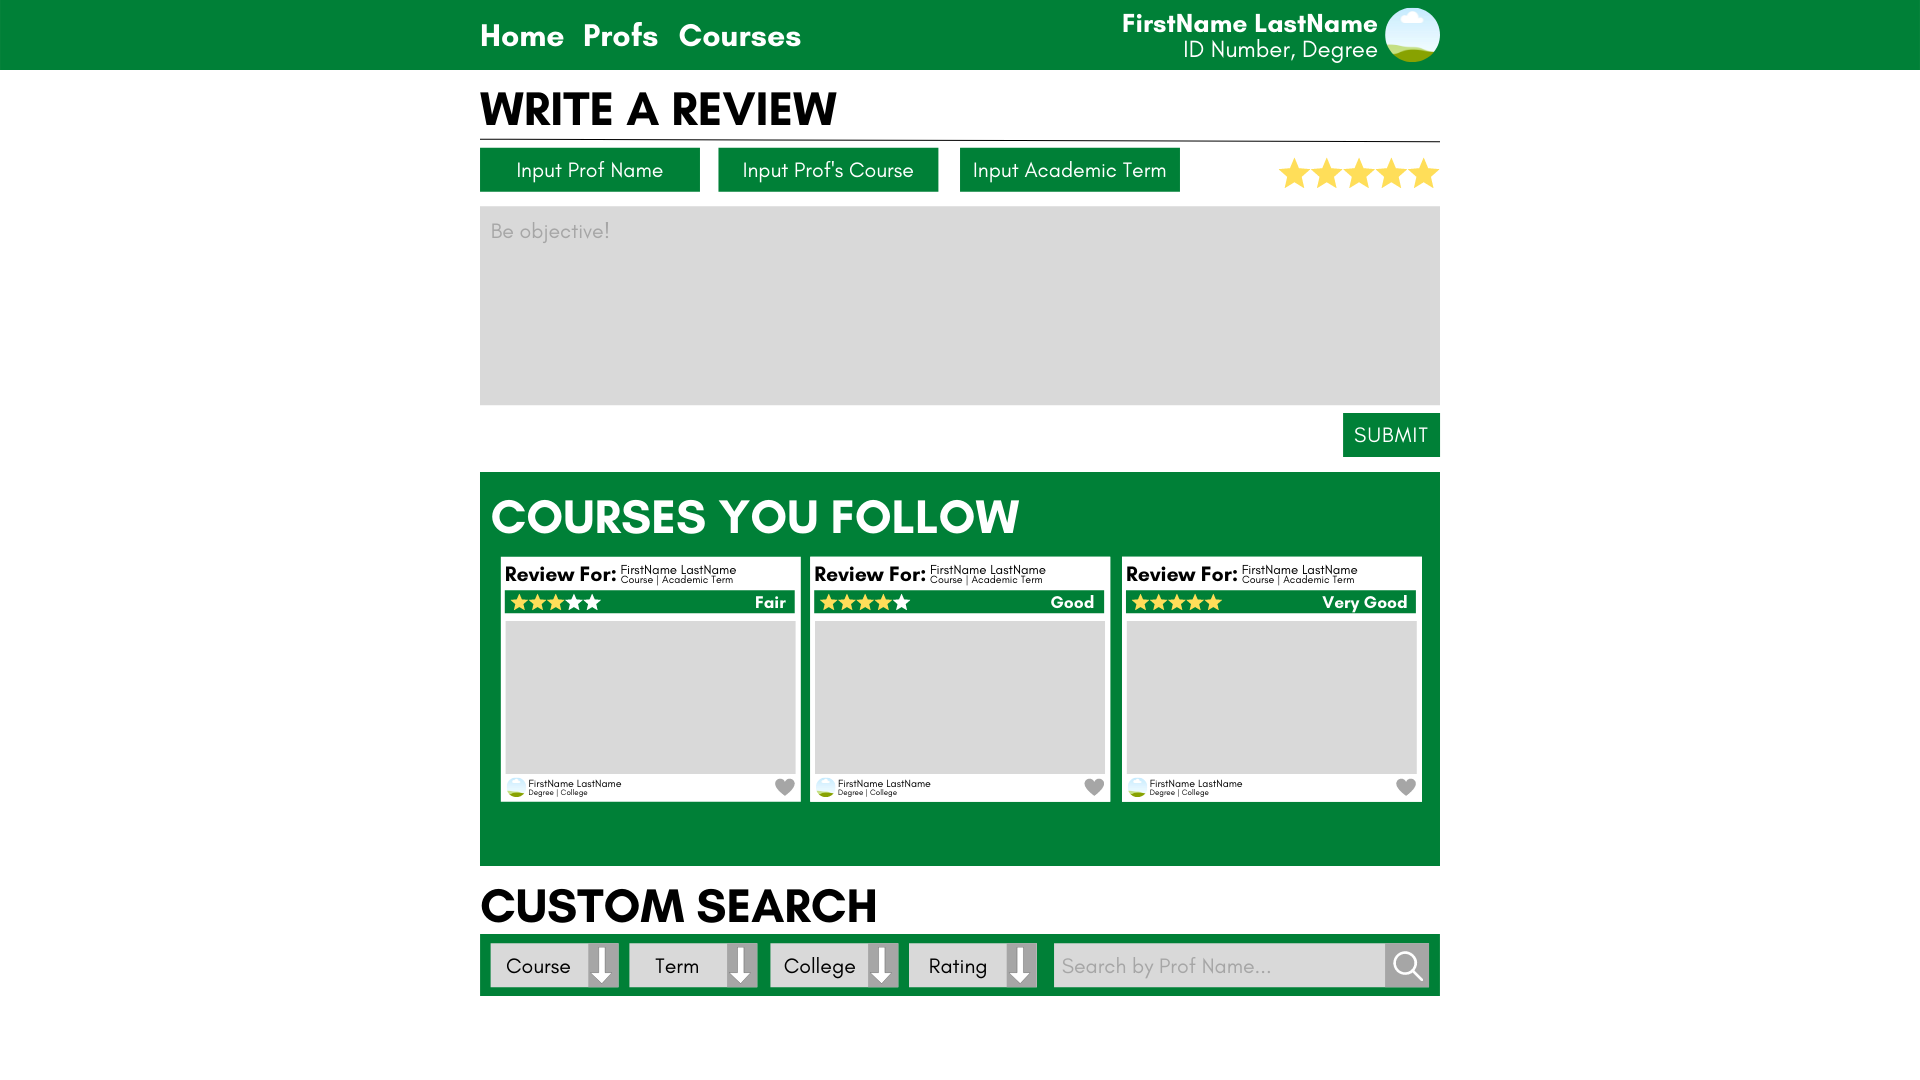 Home Profs Courses
FirstName LastName
ID Number, Degree
WRITE A REVIEW
Input Prof Name
Input Prof's Course
Input Academic Term
Be objective!
SUBMIT
COURSES YOU FOLLOW
Review For: FirstName LastName
Course | Academic Term
Fair
FirstName LastName
Degree | College
Review For: FirstName LastName
Course | Academic Term
Good
FirstName LastName
Degree | College
Review For: FirstName LastName
Course | Academic Term
Very Good
FirstName LastName
Degree | College
CUSTOM SEARCH
Course
Term
College
Rating
Search by Prof Name...